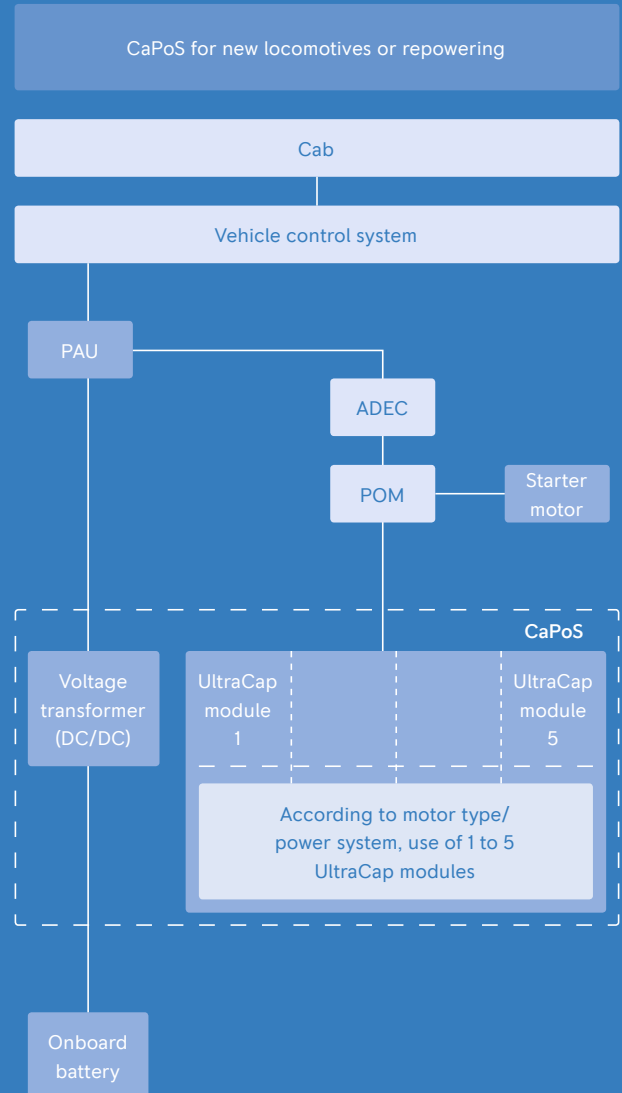 CaPoS for new locomotives or repowering
Cab
Vehicle control system
PAU
ADEC
POM
Starter
motor
CaPoS
Voltage
transformer
(DC/DC)
UltraCap
module
1
UltraCap
module
5
According to motor type/
power system, use of 1 to 5
UltraCap modules
Onboard
battery